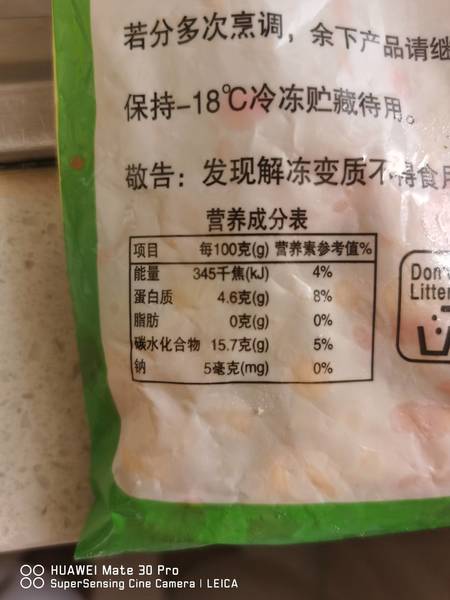 若分多次烹调，余下产品请继
保持-18℃冷冻贮藏待用。
敬告：发现解冻变质不得食用
营养成分表
项目 每100克(g) 营养素参考值%
能量 345千焦(kJ) 4%
蛋白质 4.6克(g) 8%
脂肪 0克(g) 0%
碳水化合物 15.7克(g) 5%
钠 5毫克(mg) 0%
Don't
Litter
HUAWEI Mate 30 Pro
SuperSensing Cine Camera | LEICA